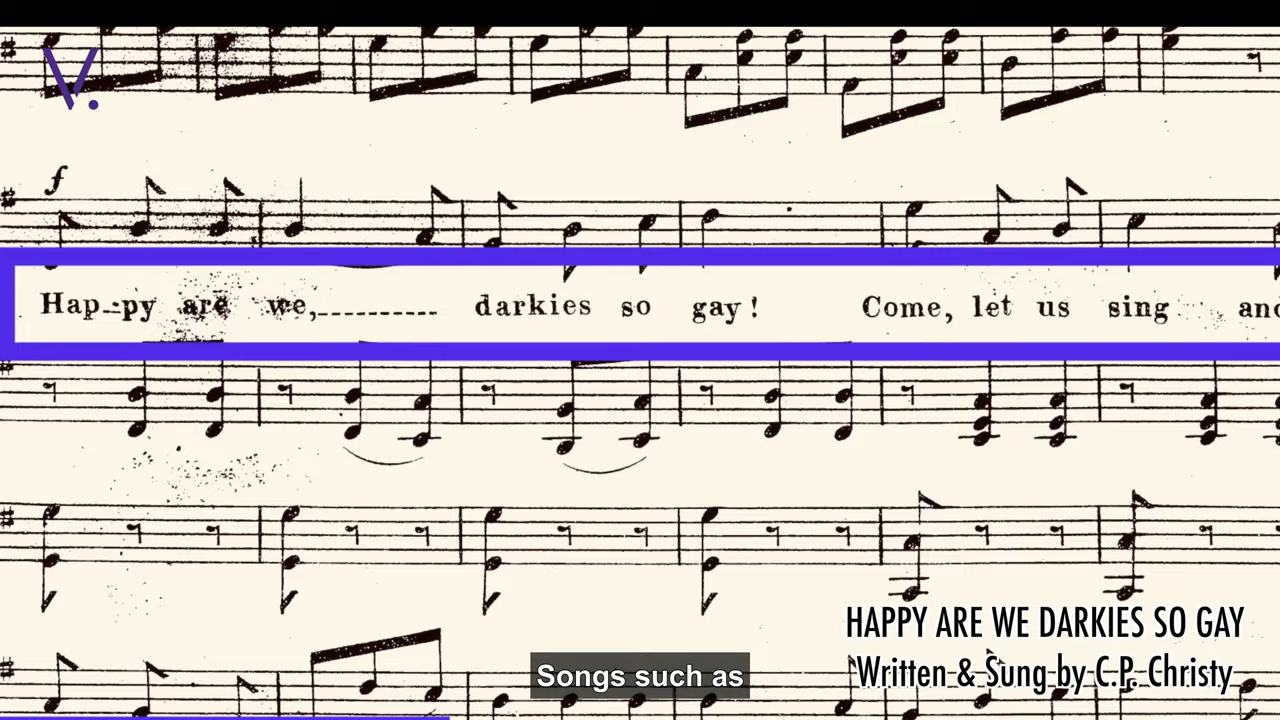 V.
f
Hap-py are we,---------- darkies so gay! Come, let us sing and
HAPPY ARE WE DARKIES SO GAY
Written & Sung by C.P. Christy
Songs such as